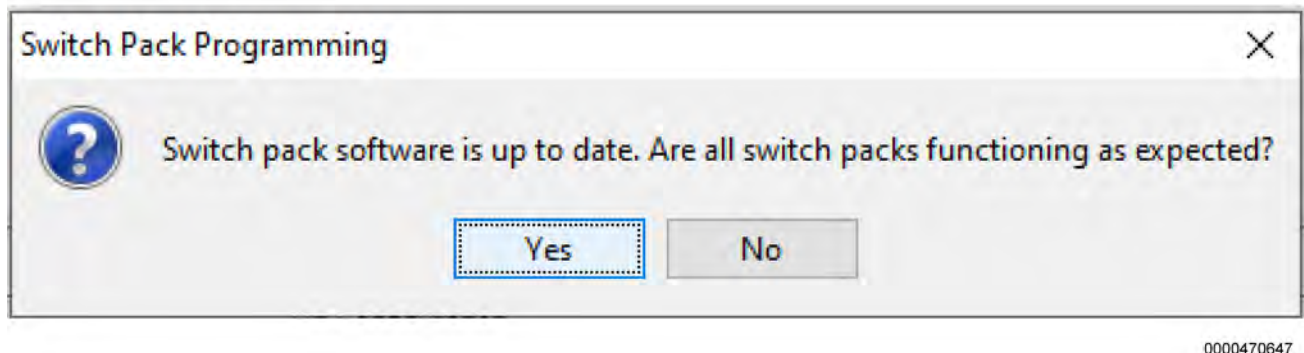 Switch Pack Programming
Switch pack software is up to date. Are all switch packs functioning as expected?
Yes
No
0000470647